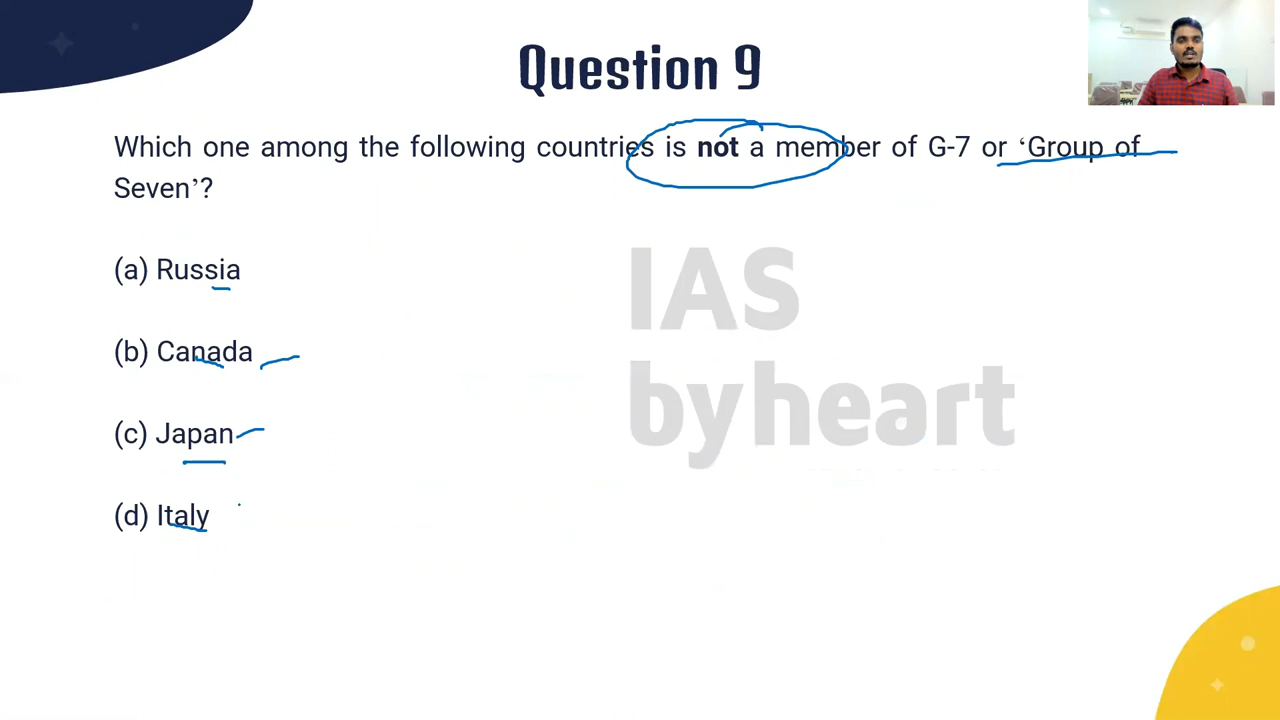 Question 9
Which one among the following countries is not a member of G-7 or ‘Group of
Seven’?
(a) Russia
(b) Canada
(c) Japan
(d) Italy
IAS
byheart